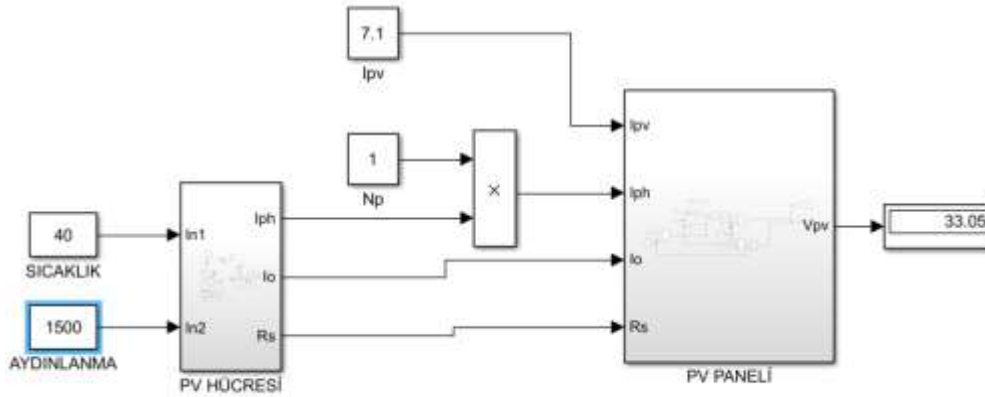 7.1
Ipv
1
Np
×
40
SICAKLIK
1500
AYDINLANMA
In1
In2
Iph
Io
Rs
PV HÜCRESİ
Ipv
Iph
Io
Rs
Vpv
PV PANELİ
33.05